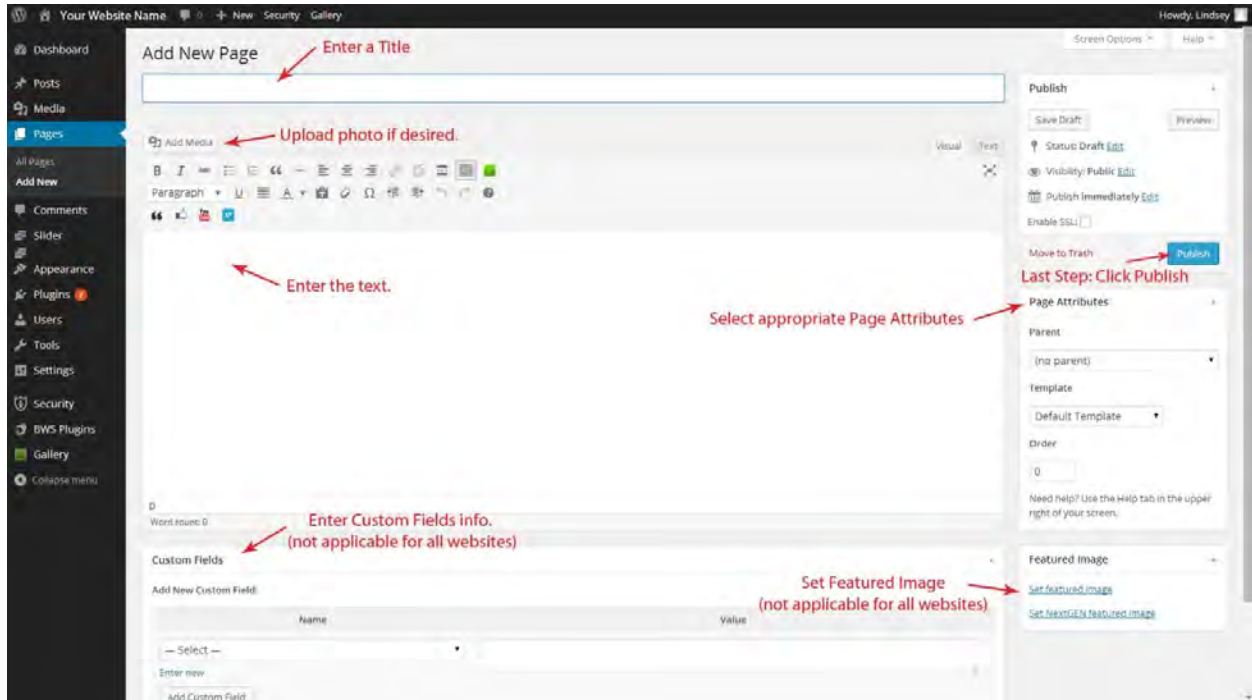 Your Website Name 0 + New Security Gallery
Howdy, Lindsey
Dashboard
Posts
Media
Pages
All Pages
Add New
Comments
Slider
Appearance
Plugins
Users
Tools
Settings
Security
BWS Plugins
Gallery
Collapse menu
Screen Options Help
Add New Page
Enter a Title
Add Media
Upload photo if desired.
Visual Text
B I
Paragraph U A Ω
Enter the text.
Select appropriate Page Attributes
Word count: 0
Enter Custom Fields info.
(not applicable for all websites)
Custom Fields
Add New Custom Field:
Name Value
— Select —
Enter new
Add Custom Field
Publish
Save Draft Preview
Status: Draft Edit
Visibility: Public Edit
Publish immediately Edit
Enable SSL:
Move to Trash Publish
Last Step: Click Publish
Page Attributes
Parent
(no parent)
Template
Default Template
Order
0
Need help? Use the Help tab in the upper
right of your screen.
Featured Image
Set Featured Image
(not applicable for all websites)
Set featured image
Set NextGEN featured image